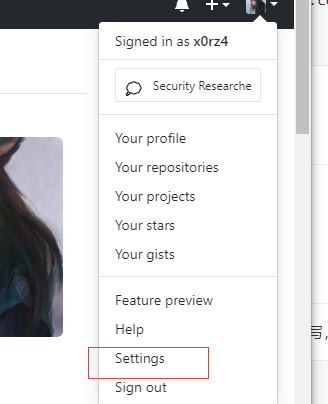 Signed in as x0rz4
Security Researche
Your profile
Your repositories
Your projects
Your stars
Your gists
Feature preview
Help
写,
Settings
Sign out